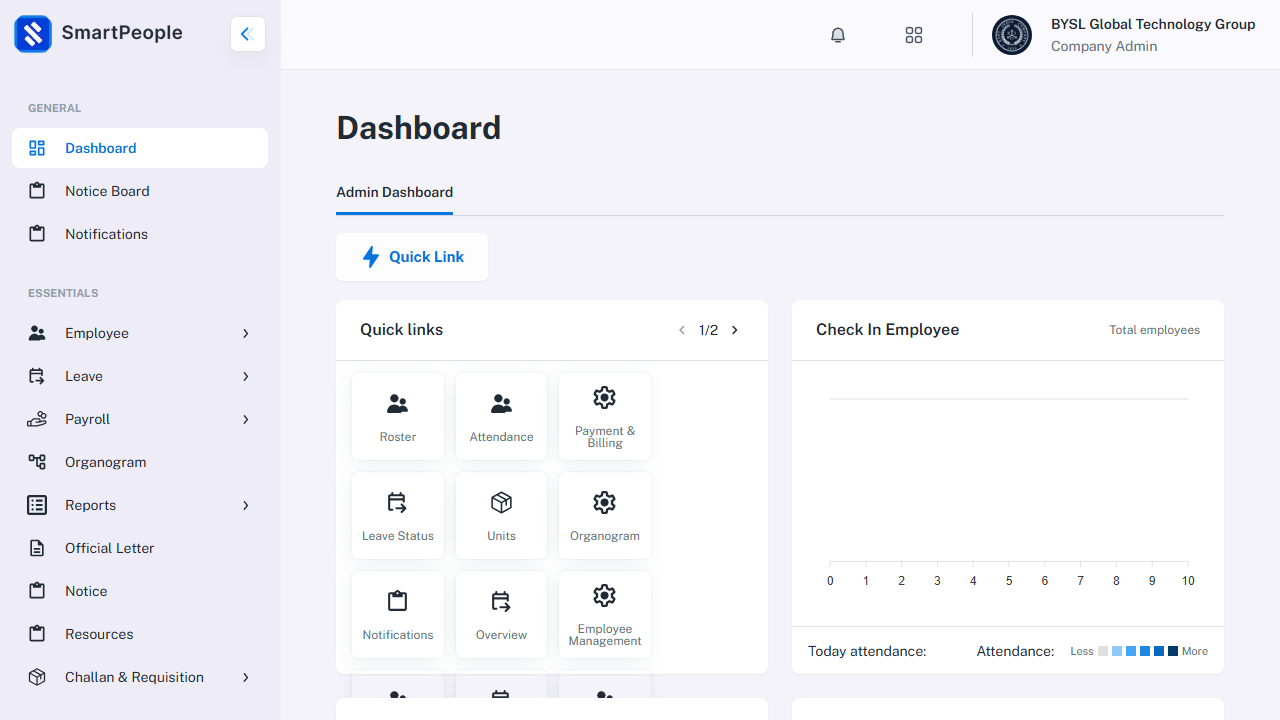 SmartPeople
BYSL Global Technology Group
Company Admin
GENERAL
Dashboard
Notice Board
Notifications
ESSENTIALS
Employee
Leave
Payroll
Organogram
Reports
Official Letter
Notice
Resources
Challan & Requisition
Dashboard
Admin Dashboard
Quick Link
Quick links
1/2
Roster
Attendance
Payment &
Billing
Leave Status
Units
Organogram
Notifications
Overview
Employee
Management
Check In Employee
Total employees
0 1 2 3 4 5 6 7 8 9 10
Today attendance:
Attendance:
Less
More